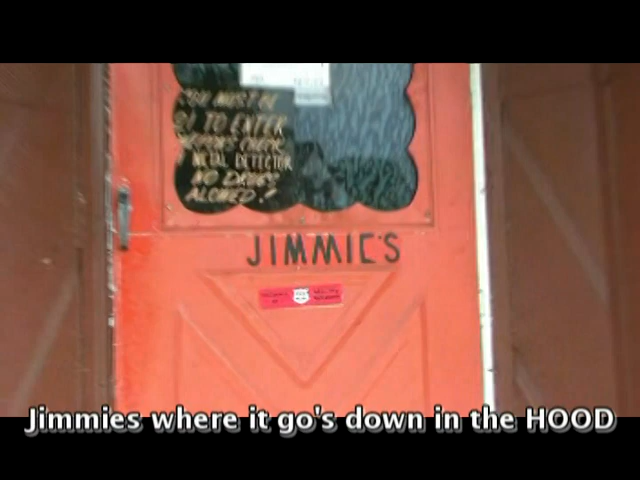 YOU MUST BE
21 TO ENTER
WEAPONS CHECK
METAL DETECTOR
NO DRUGS
ALOWED!
JIMMIE'S
Jimmies where it go's down in the HOOD